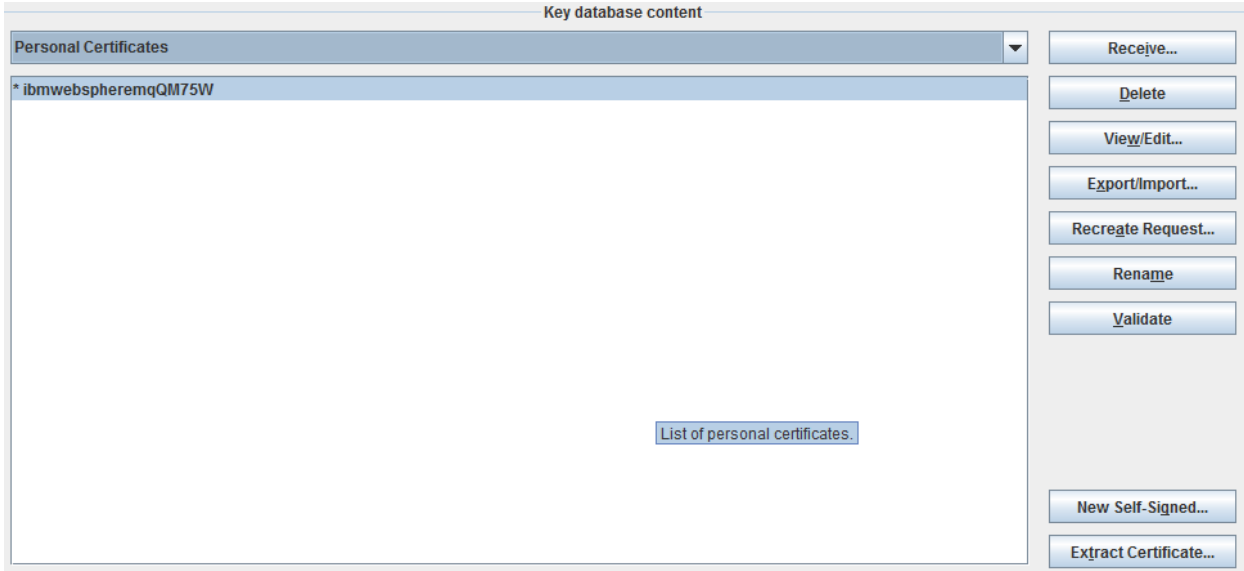 Key database content
Personal Certificates
Receive...
* ibmwebspheremqQM75W
Delete
View/Edit...
Export/Import...
Recreate Request...
Rename
Validate
List of personal certificates.
New Self-Signed...
Extract Certificate...